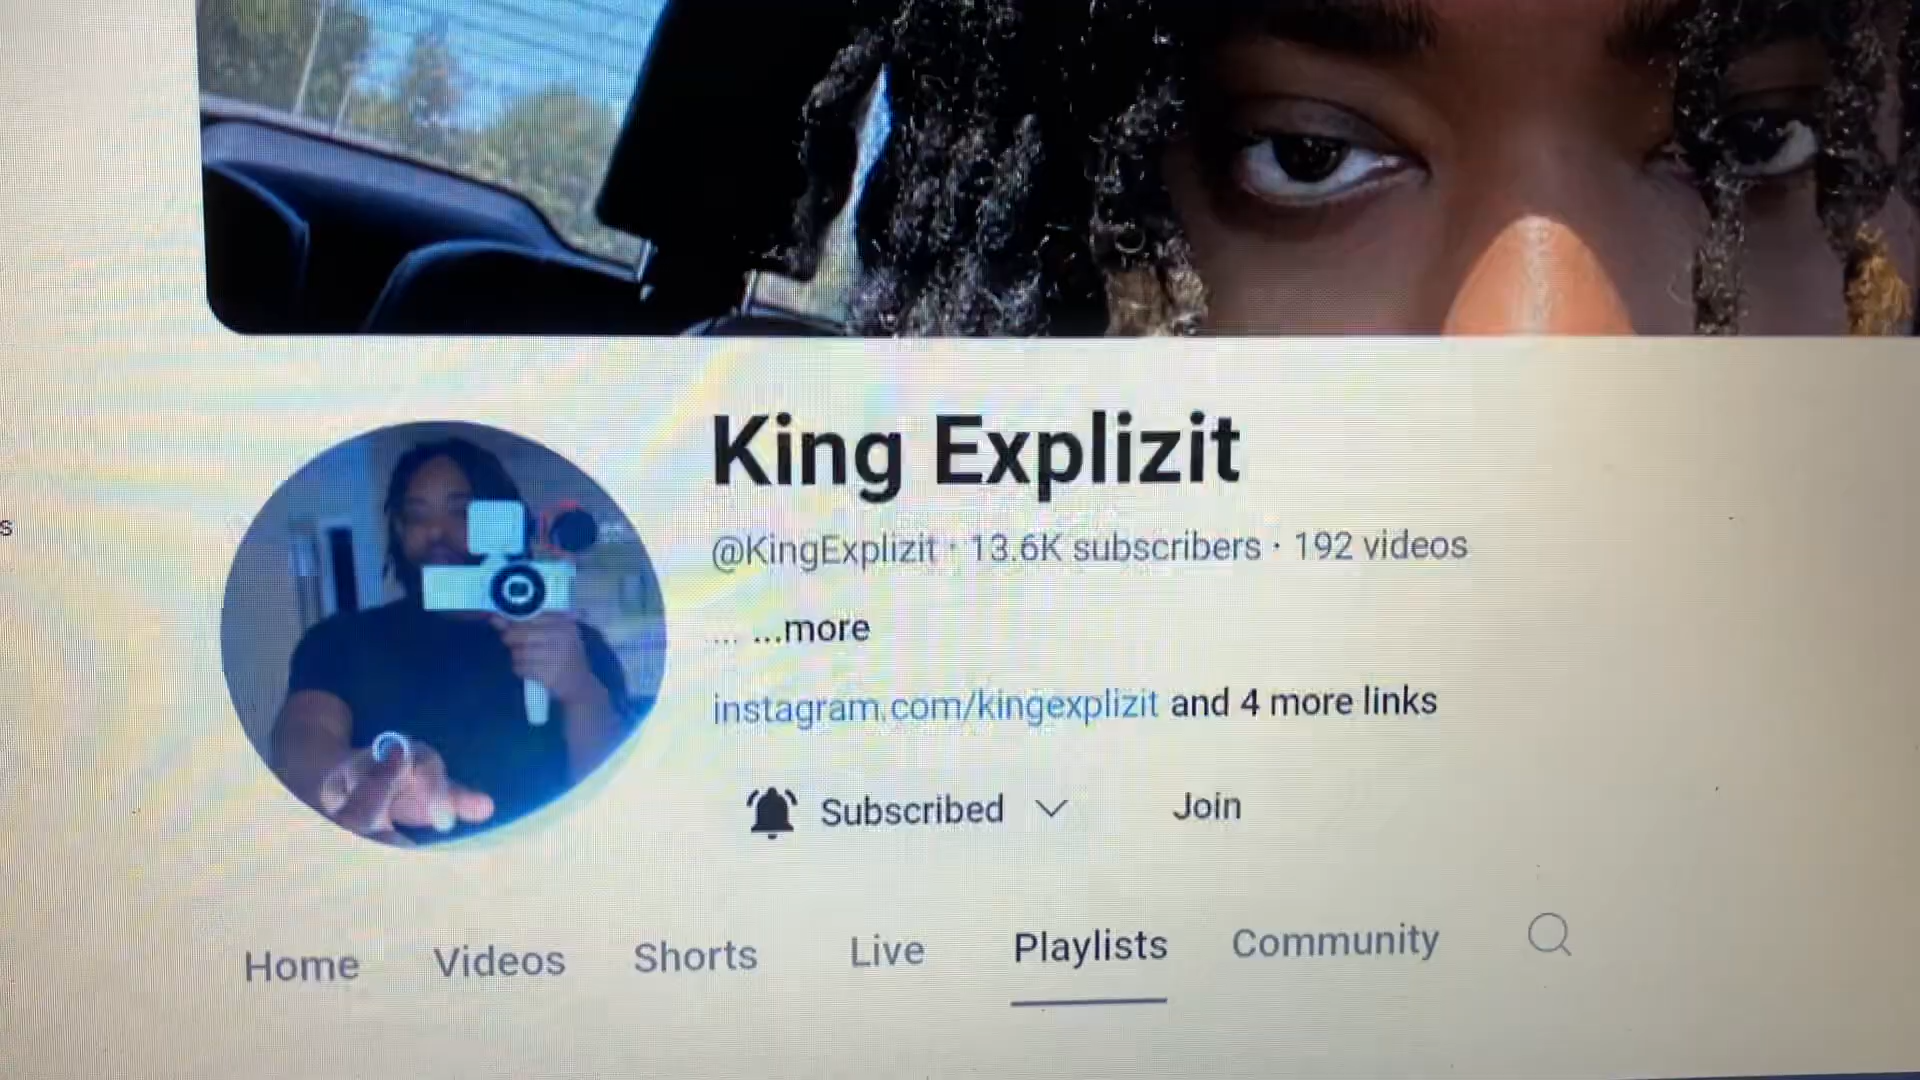 King Explizit
@KingExplizit · 13.6K subscribers · 192 videos
... ...more
instagram.com/kingexplizit and 4 more links
Subscribed
Join
Home
Videos
Shorts
Live
Playlists
Community
s